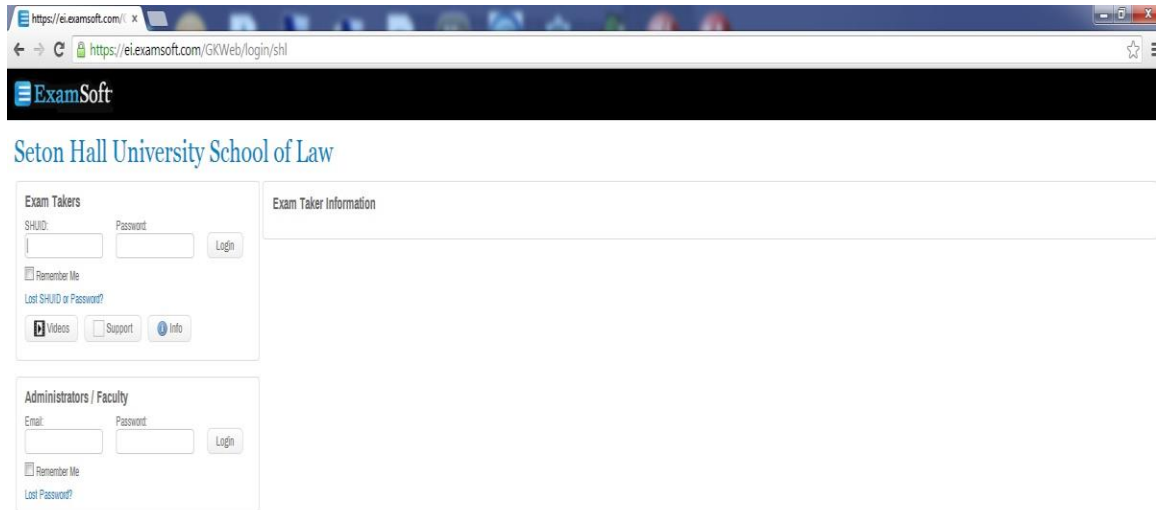 https://ei.examsoft.com/( x
https://ei.examsoft.com/GKWeb/login/shl
ExamSoft
Seton Hall University School of Law
Exam Takers
SHUID: Password:
Login
Remember Me
Lost SHUID or Password?
Videos Support Info
Exam Taker Information
Administrators / Faculty
Email: Password:
Login
Remember Me
Lost Password?